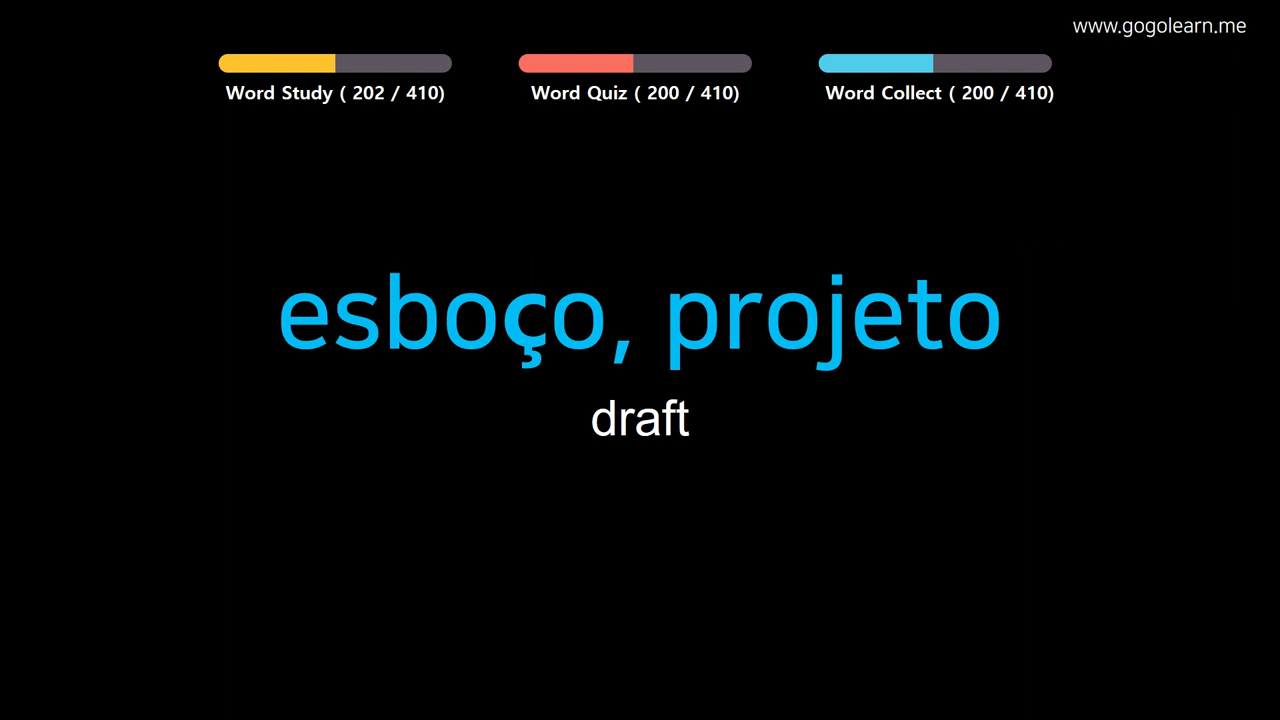 www.gogolearn.me
Word Study ( 202 / 410)
Word Quiz ( 200 / 410)
Word Collect ( 200 / 410)
esboço, projeto
draft